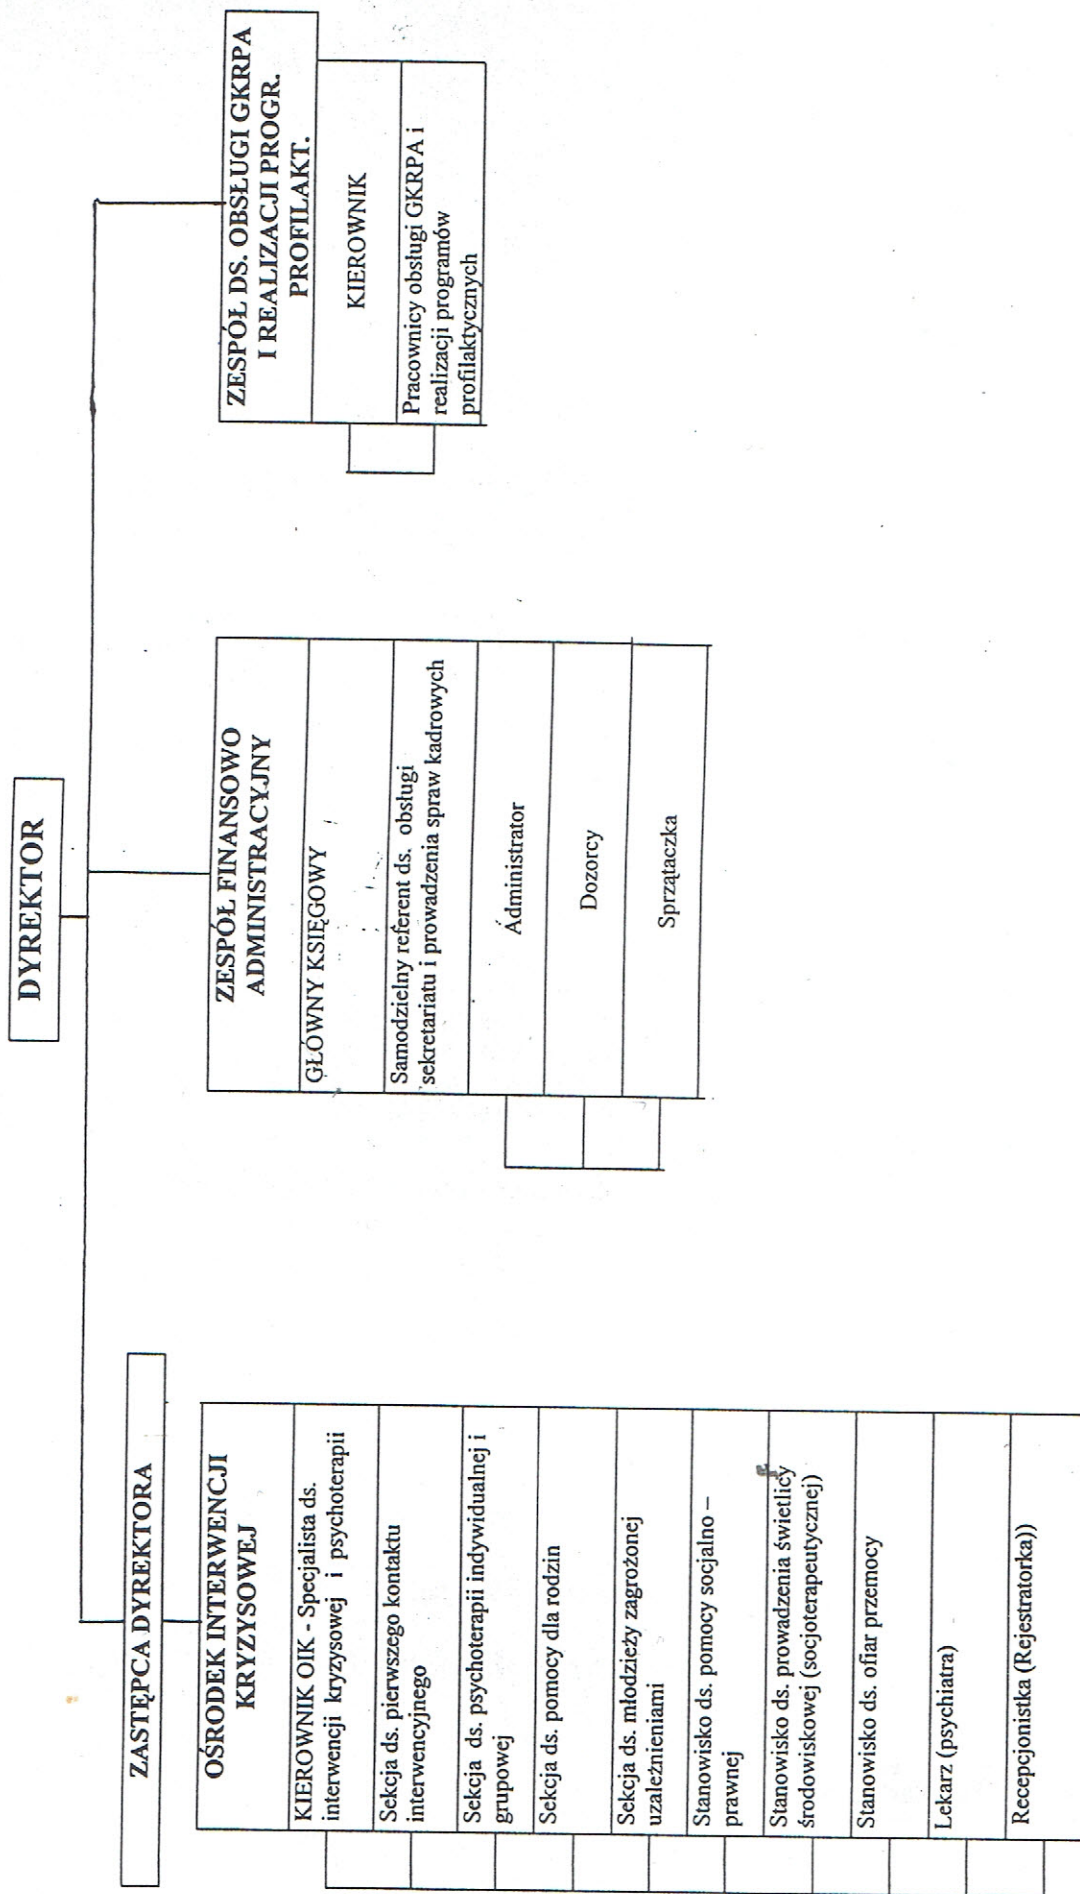 DYREKTOR
ZASTĘPCA DYREKTORA
OŚRODEK INTERWENCJI
KRYZYSOWEJ
KIEROWNIK OIK - Specjalista ds.
interwencji kryzysowej i psychoterapii
Sekcja ds. pierwszego kontaktu
interwencyjnego
Sekcja ds. psychoterapii indywidualnej i
grupowej
Sekcja ds. pomocy dla rodzin
Sekcja ds. młodzieży zagrożonej
uzależnieniami
Stanowisko ds. pomocy socjalno –
prawnej
Stanowisko ds. prowadzenia świetlicy
środowiskowej (socjoterapeutycznej)
Stanowisko ds. ofiar przemocy
Lekarz (psychiatra)
Recepcjonistka (Rejestratorka))
ZESPÓŁ FINANSOWO
ADMINISTRACYJNY
GŁÓWNY KSIĘGOWY
Samodzielny referent ds. obsługi
sekretariatu i prowadzenia spraw kadrowych
Administrator
Dozorcy
Sprzątaczka
ZESPÓŁ DS. OBSŁUGI GKRPA
I REALIZACJI PROGR.
PROFILAKT.
KIEROWNIK
Pracownicy obsługi GKRPA i
realizacji programów
profilaktycznych